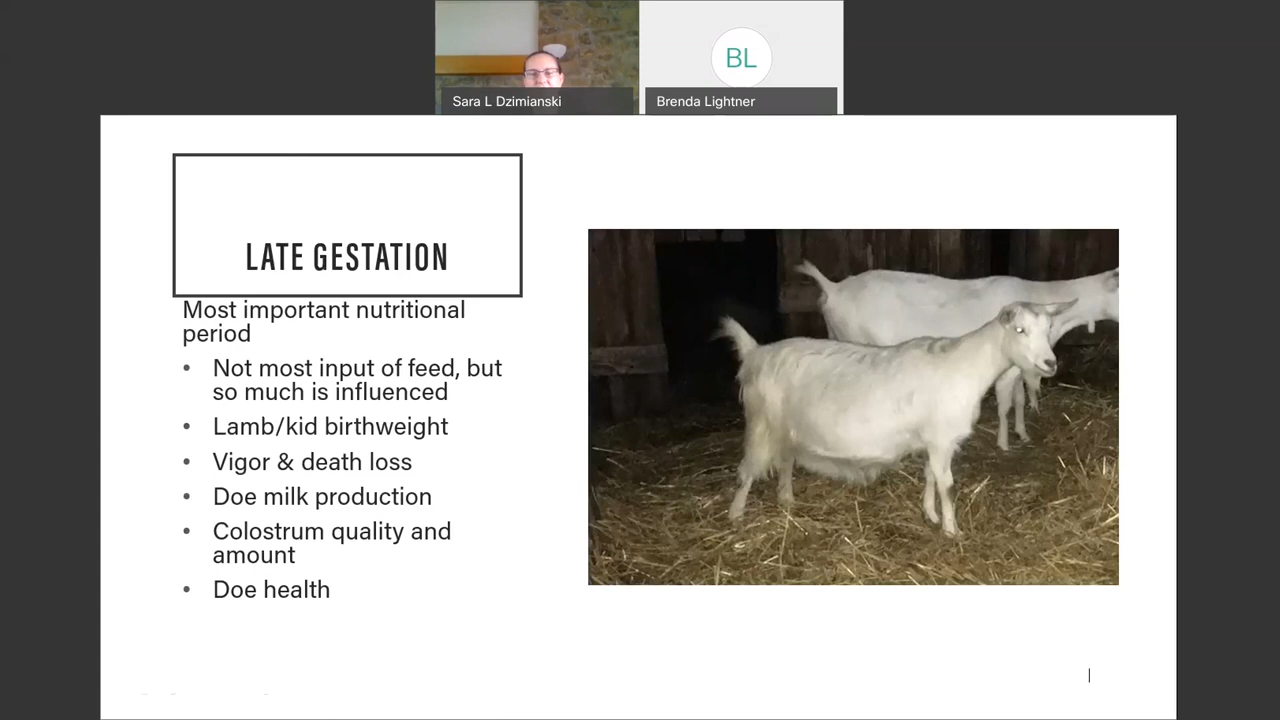 BL
Sara L Dzimianski
Brenda Lightner
LATE GESTATION
Most important nutritional
period
• Not most input of feed, but
so much is influenced
• Lamb/kid birthweight
• Vigor & death loss
• Doe milk production
• Colostrum quality and
amount
• Doe health